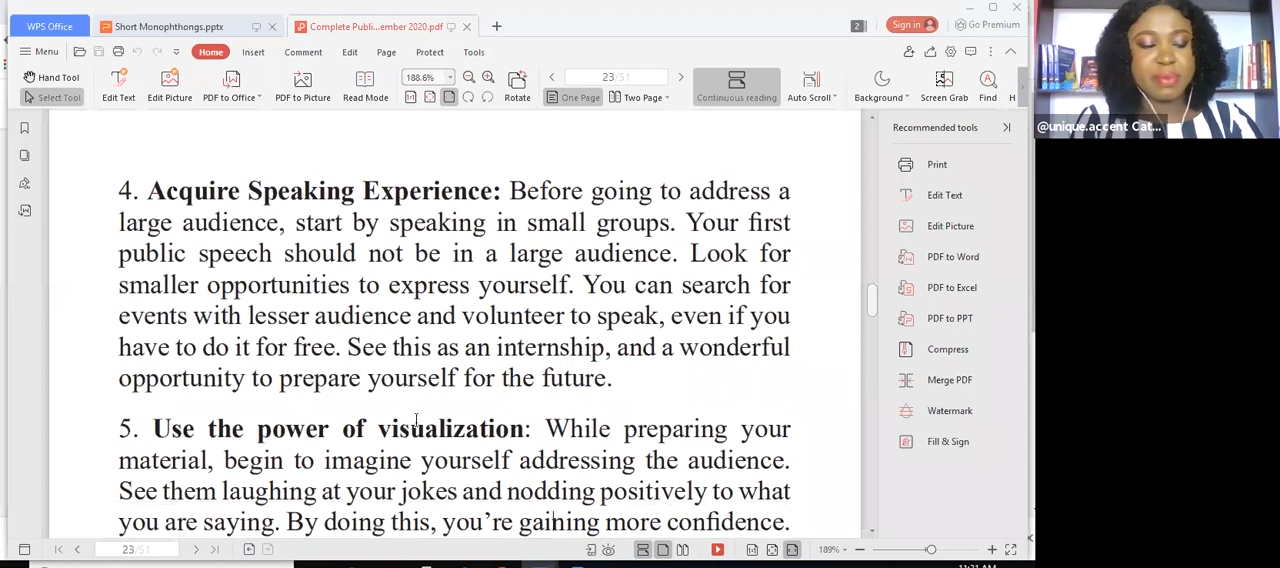 WPS Office
Short Monophthongs.pptx
Complete Publi...ember 2020.pdf
2
Sign in
Go Premium
Menu
Home
Insert
Comment
Edit
Page
Protect
Tools
Hand Tool
Select Tool
Edit Text
Edit Picture
PDF to Office
PDF to Picture
Read Mode
188.6%
Rotate
23/51
One Page
Two Page
Continuous reading
Auto Scroll
Background
Screen Grab
Find
H
@unique.accent Cat...
Recommended tools
Print
Edit Text
Edit Picture
PDF to Word
PDF to Excel
PDF to PPT
Compress
Merge PDF
Watermark
Fill & Sign
4. Acquire Speaking Experience: Before going to address a
large audience, start by speaking in small groups. Your first
public speech should not be in a large audience. Look for
smaller opportunities to express yourself. You can search for
events with lesser audience and volunteer to speak, even if you
have to do it for free. See this as an internship, and a wonderful
opportunity to prepare yourself for the future.
5. Use the power of visualization: While preparing your
material, begin to imagine yourself addressing the audience.
See them laughing at your jokes and nodding positively to what
you are saying. By doing this, you're gaining more confidence.
23/51
189%
11:21 AM